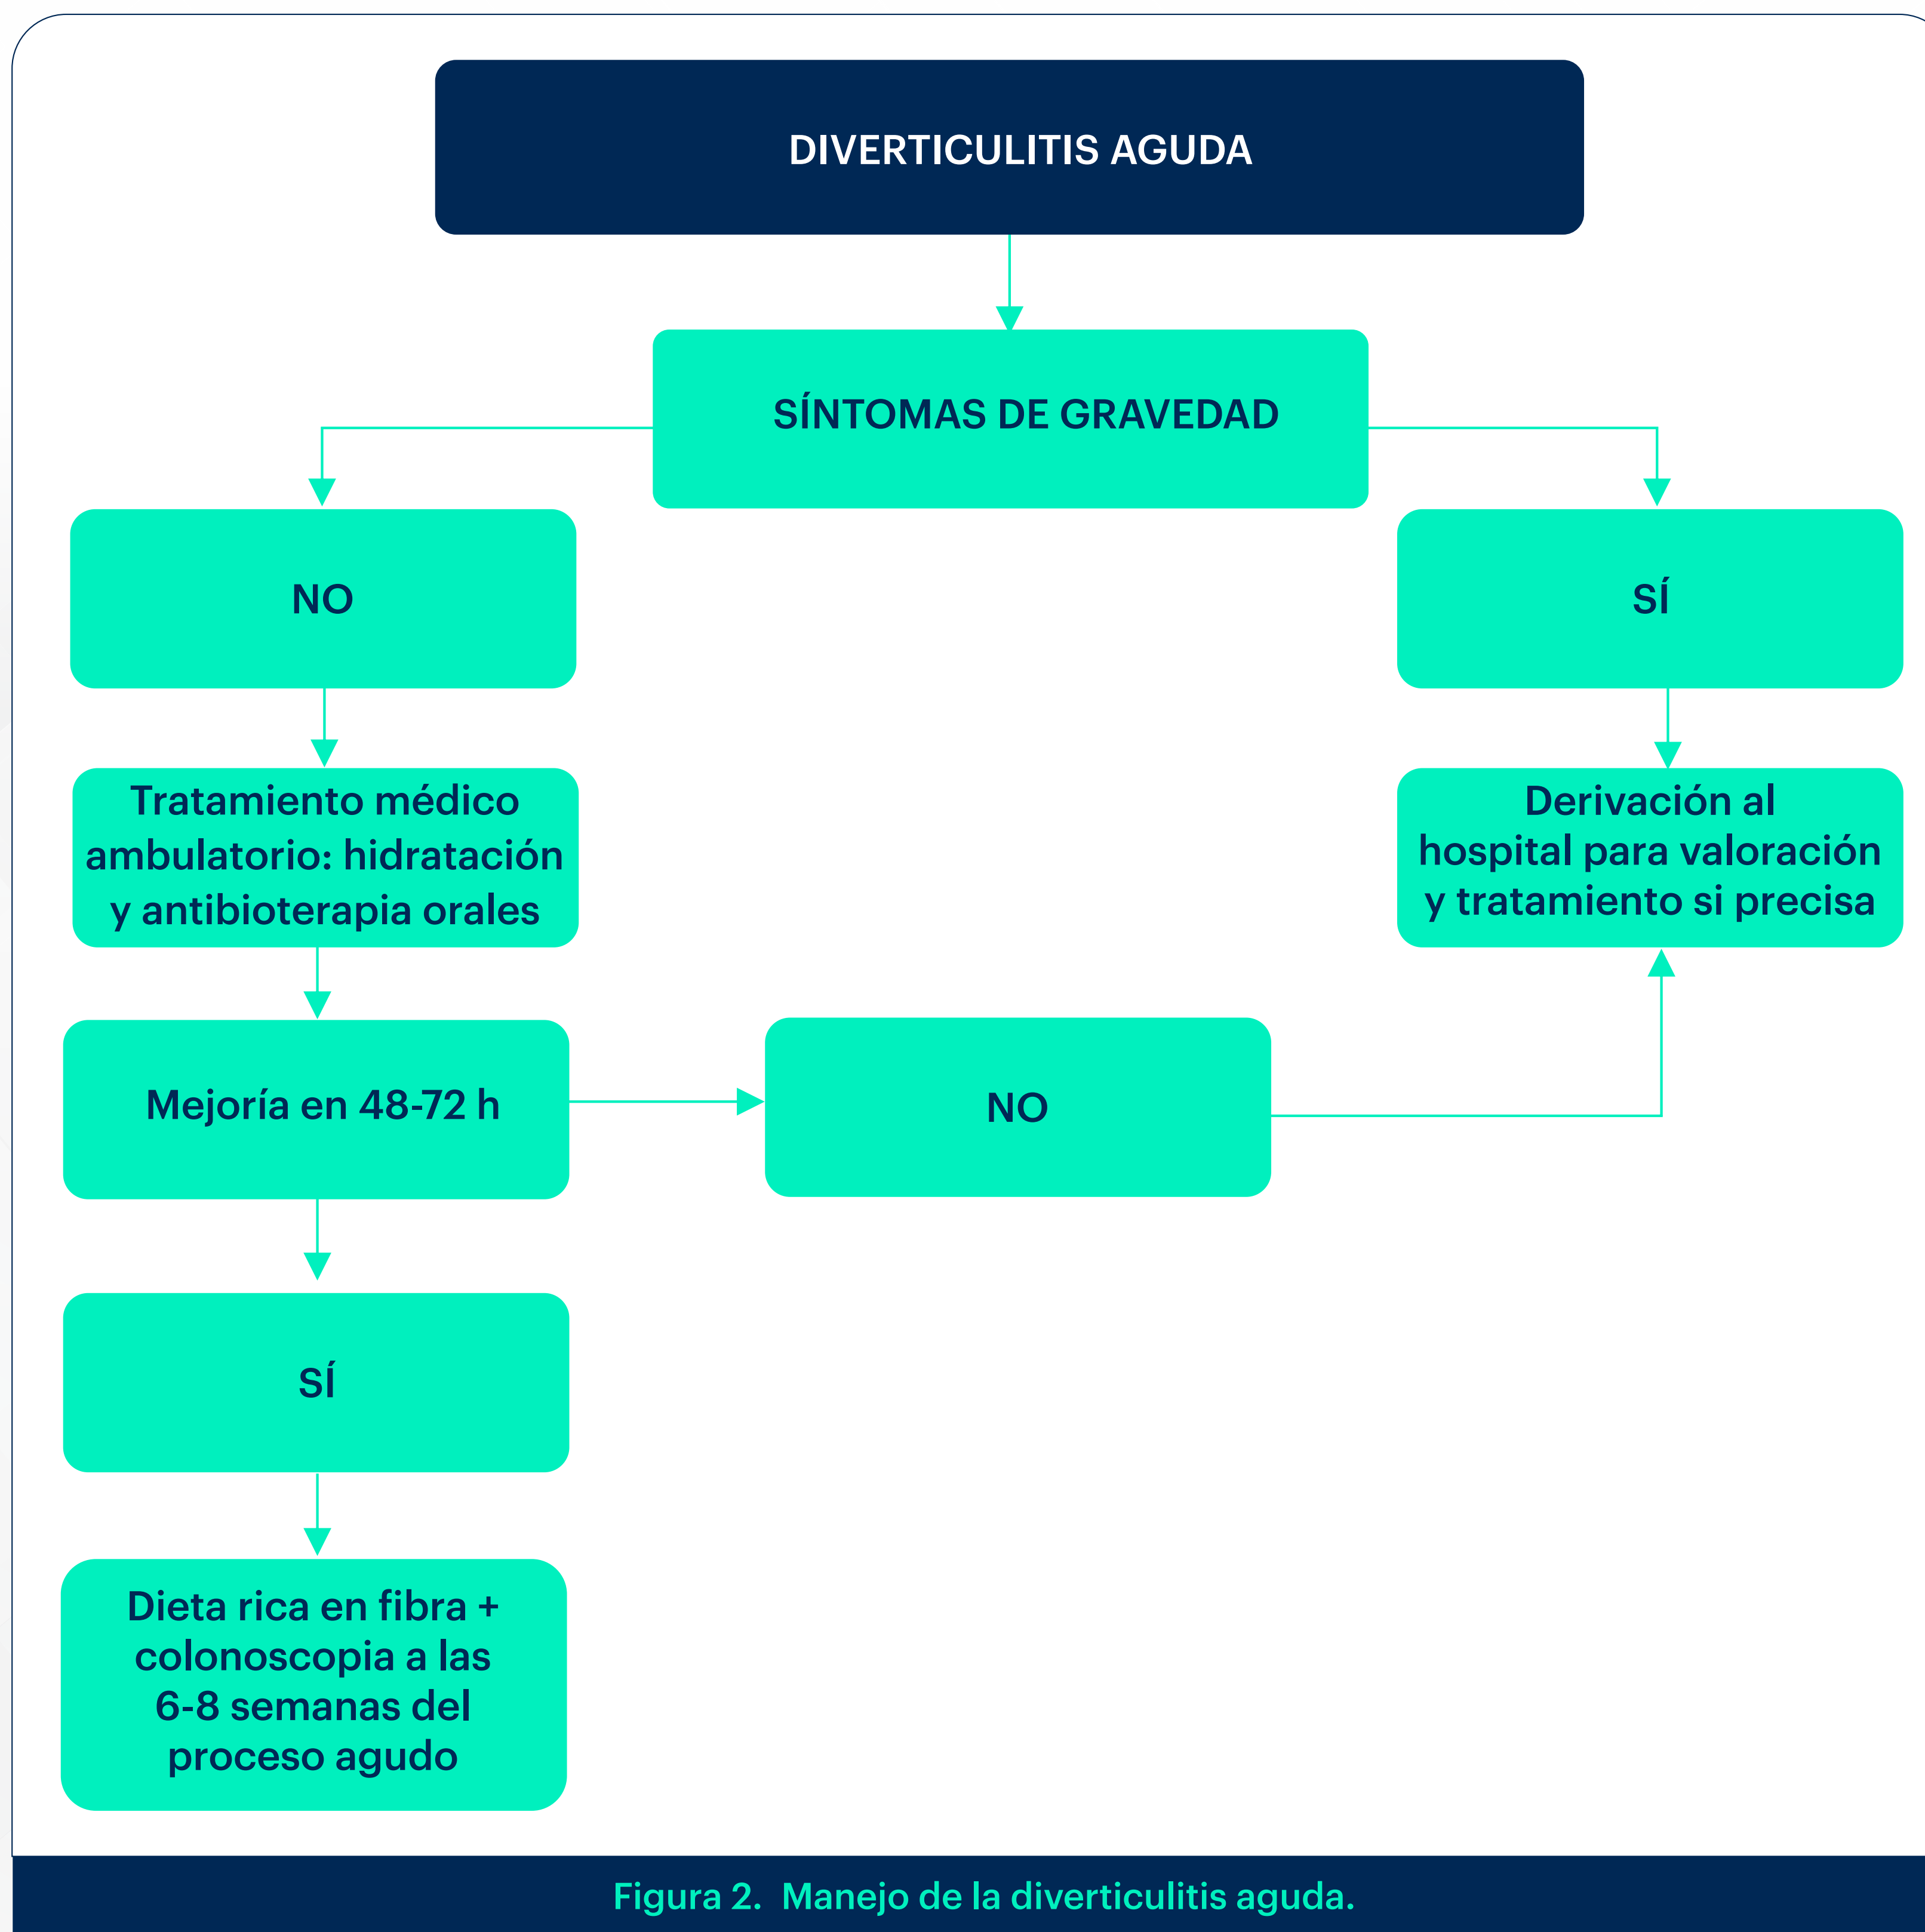 DIVERTICULITIS AGUDA
SÍNTOMAS DE GRAVEDAD
NO
SÍ
Tratamiento médico
ambulatorio: hidratación
y antibioterapia orales
Derivación al
hospital para valoración
y tratamiento si precisa
Mejoría en 48-72 h
NO
SÍ
Dieta rica en fibra +
colonoscopia a las
6-8 semanas del
proceso agudo
Figura 2. Manejo de la diverticulitis aguda.